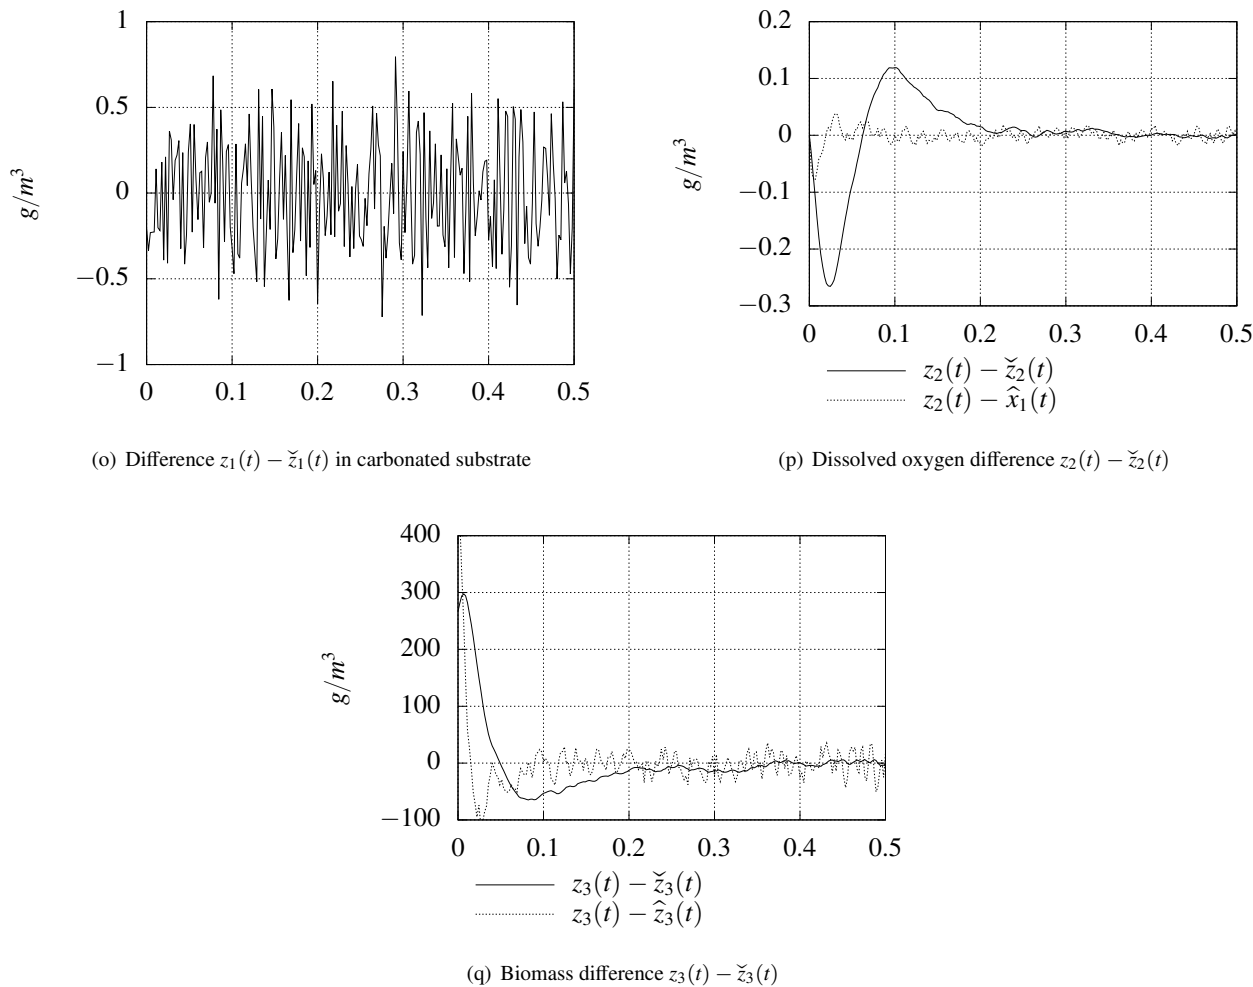 1
0.5
0
−0.5
−1
g/m³
0 0.1 0.2 0.3 0.4 0.5
(o) Difference z₁(t) − z̆₁(t) in carbonated substrate
0.2
0.1
0
−0.1
−0.2
−0.3
g/m³
0 0.1 0.2 0.3 0.4 0.5
z₂(t) − z̆₂(t)
z₂(t) − x̂₁(t)
(p) Dissolved oxygen difference z₂(t) − z̆₂(t)
400
300
200
100
0
−100
g/m³
0 0.1 0.2 0.3 0.4 0.5
z₃(t) − z̆₃(t)
z₃(t) − ẑ₃(t)
(q) Biomass difference z₃(t) − z̆₃(t)